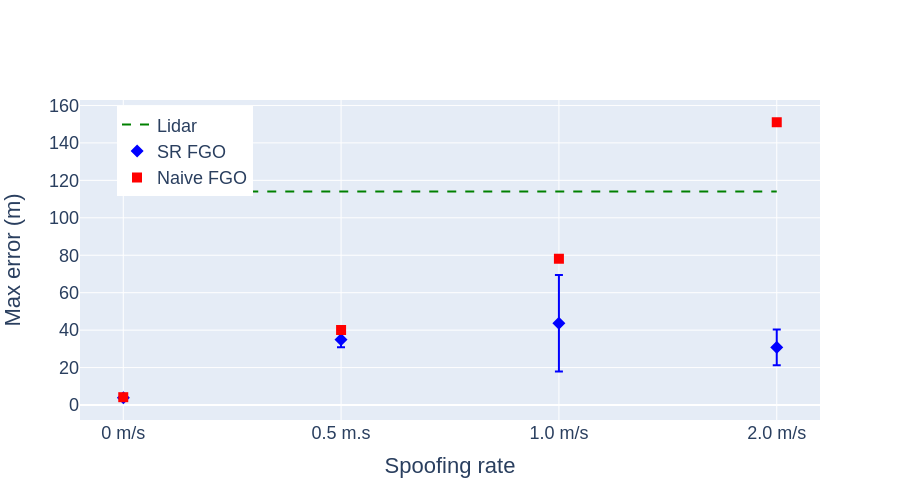 160
140
120
100
80
60
40
20
0
Max error (m)
Lidar
SR FGO
Naive FGO
0 m/s
0.5 m.s
1.0 m/s
2.0 m/s
Spoofing rate